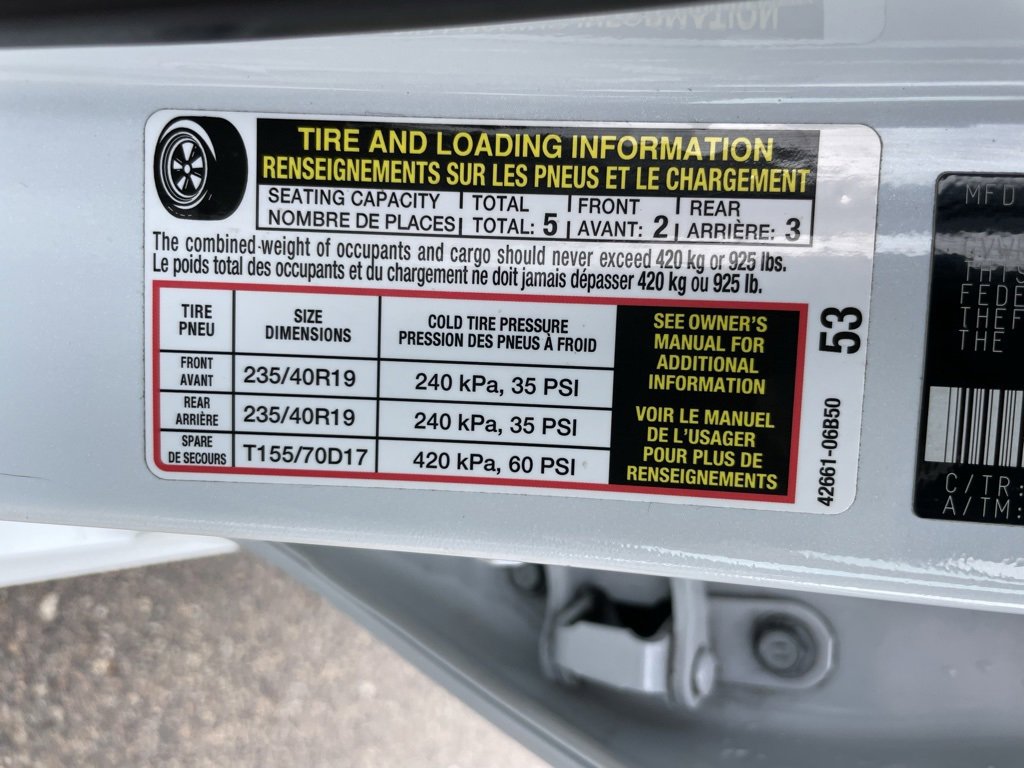 TIRE AND LOADING INFORMATION
RENSEIGNEMENTS SUR LES PNEUS ET LE CHARGEMENT
SEATING CAPACITY | TOTAL | FRONT | REAR
NOMBRE DE PLACES | TOTAL: 5 | AVANT: 2 | ARRIÈRE: 3
The combined weight of occupants and cargo should never exceed 420 kg or 925 lbs.
Le poids total des occupants et du chargement ne doit jamais dépasser 420 kg ou 925 lb.
TIRE
PNEU
SIZE
DIMENSIONS
COLD TIRE PRESSURE
PRESSION DES PNEUS À FROID
FRONT
AVANT
235/40R19
240 kPa, 35 PSI
REAR
ARRIÈRE
235/40R19
240 kPa, 35 PSI
SPARE
DE SECOURS
T155/70D17
420 kPa, 60 PSI
SEE OWNER'S
MANUAL FOR
ADDITIONAL
INFORMATION
VOIR LE MANUEL
DE L'USAGER
POUR PLUS DE
RENSEIGNEMENTS
53
42661-06B50
MFD
THIS
FEDE
THEF
THE
C/TR:
A/TM: